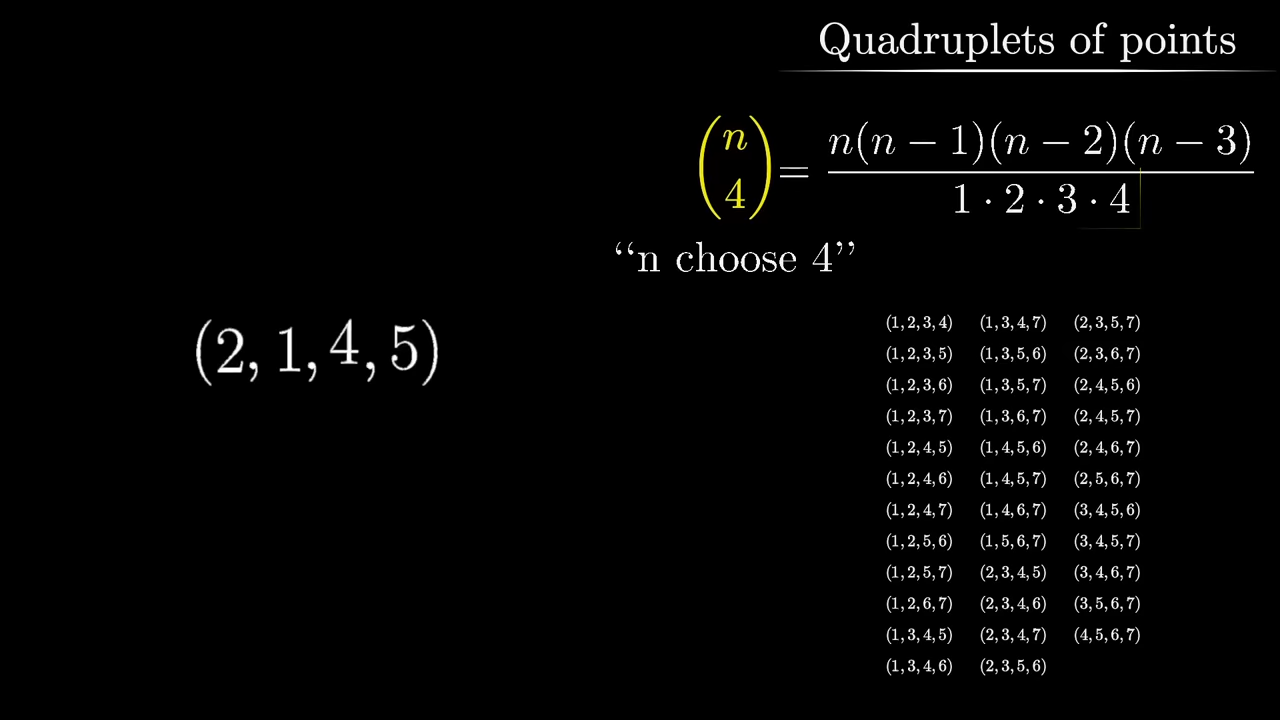 Quadruplets of points
(n 4) = n(n − 1)(n − 2)(n − 3) / 1 · 2 · 3 · 4
“n choose 4”
(2, 1, 4, 5)
(1, 2, 3, 4) (1, 3, 4, 7) (2, 3, 5, 7)
(1, 2, 3, 5) (1, 3, 5, 6) (2, 3, 6, 7)
(1, 2, 3, 6) (1, 3, 5, 7) (2, 4, 5, 6)
(1, 2, 3, 7) (1, 3, 6, 7) (2, 4, 5, 7)
(1, 2, 4, 5) (1, 4, 5, 6) (2, 4, 6, 7)
(1, 2, 4, 6) (1, 4, 5, 7) (2, 5, 6, 7)
(1, 2, 4, 7) (1, 4, 6, 7) (3, 4, 5, 6)
(1, 2, 5, 6) (1, 5, 6, 7) (3, 4, 5, 7)
(1, 2, 5, 7) (2, 3, 4, 5) (3, 4, 6, 7)
(1, 2, 6, 7) (2, 3, 4, 6) (3, 5, 6, 7)
(1, 3, 4, 5) (2, 3, 4, 7) (4, 5, 6, 7)
(1, 3, 4, 6) (2, 3, 5, 6)